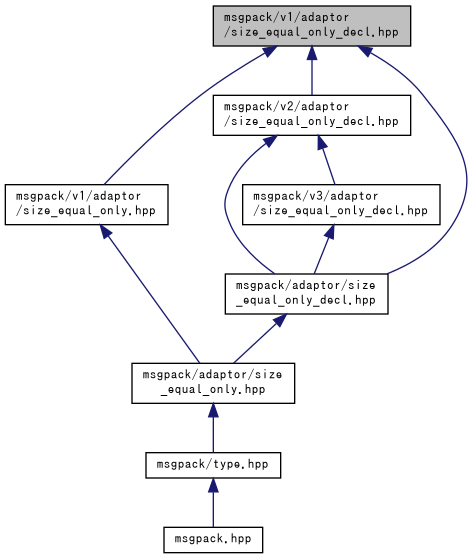 msgpack/v1/adaptor
/size_equal_only_decl.hpp
msgpack/v2/adaptor
/size_equal_only_decl.hpp
msgpack/v1/adaptor
/size_equal_only.hpp
msgpack/v3/adaptor
/size_equal_only_decl.hpp
msgpack/adaptor/size
_equal_only_decl.hpp
msgpack/adaptor/size
_equal_only.hpp
msgpack/type.hpp
msgpack.hpp